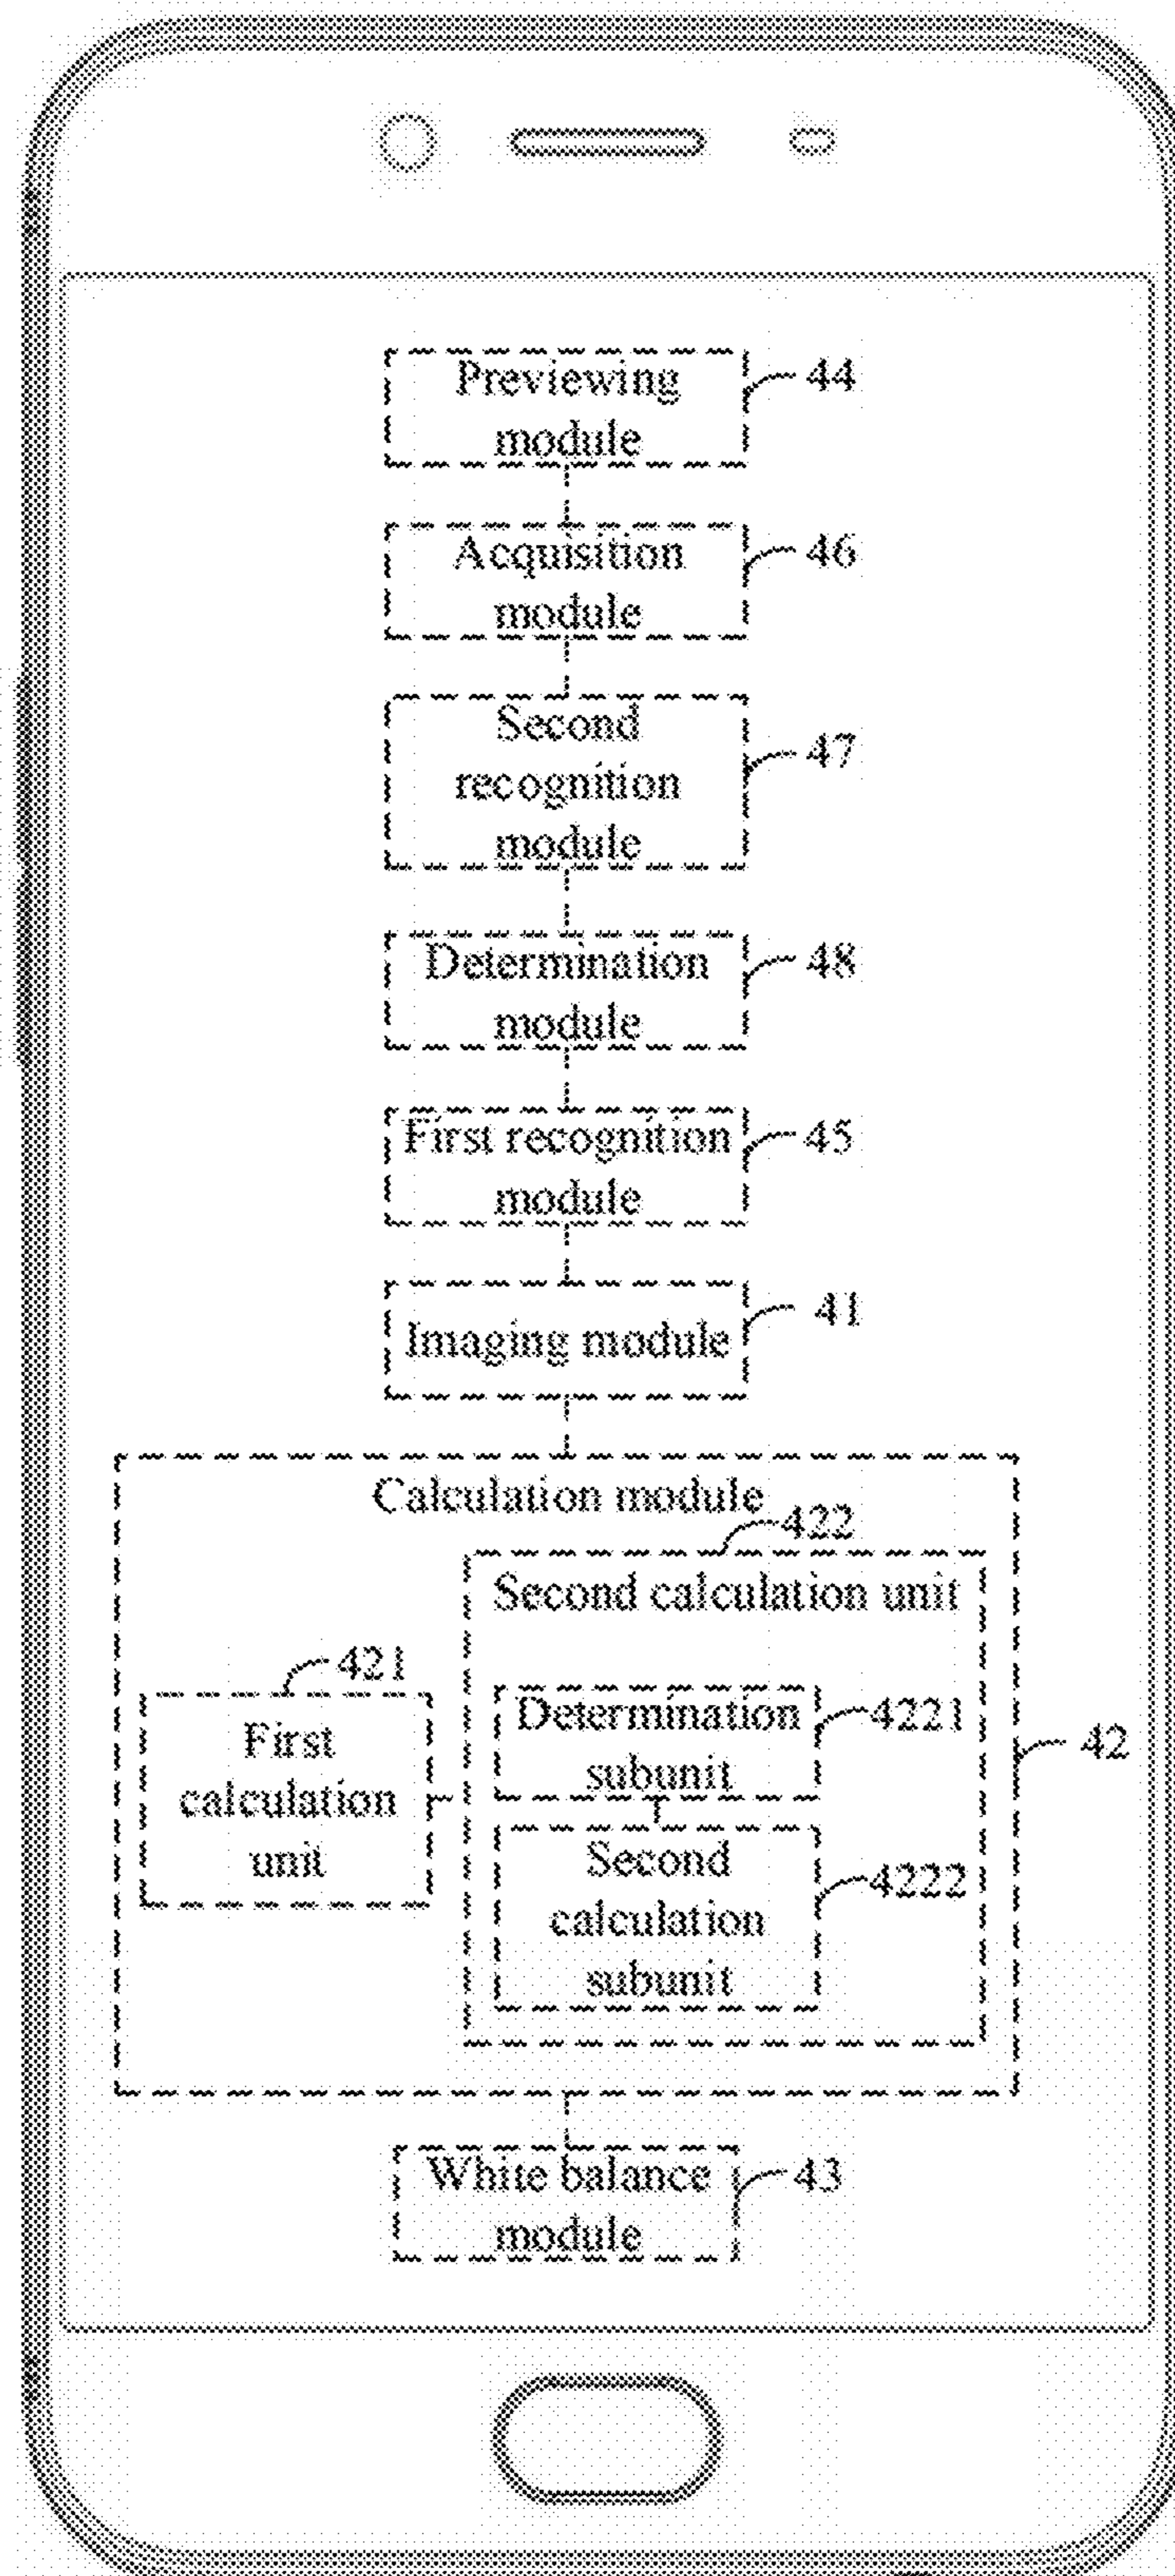 Previewing
module
44
Acquisition
module
46
Second
recognition
module
47
Determination
module
48
First recognition
module
45
Imaging module
41
Calculation module
422
Second calculation unit
421
First
calculation
unit
Determination
subunit
4221
42
Second
calculation
subunit
4222
White balance
module
43